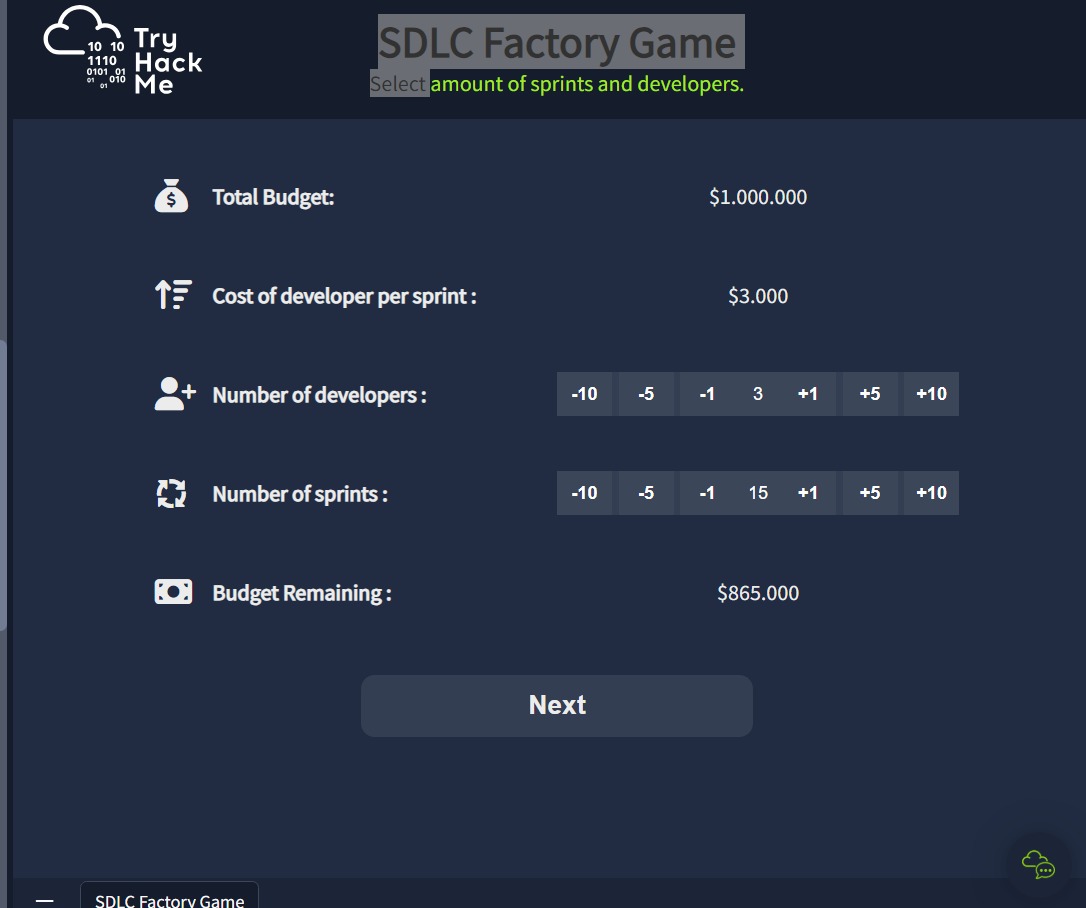 10 10
1110
0101 01
01 010
01
Try
Hack
Me
SDLC Factory Game
Select amount of sprints and developers.
$
Total Budget: $1.000.000
Cost of developer per sprint : $3.000
Number of developers : -10 -5 -1 3 +1 +5 +10
Number of sprints : -10 -5 -1 15 +1 +5 +10
Budget Remaining : $865.000
Next
SDLC Factory Game